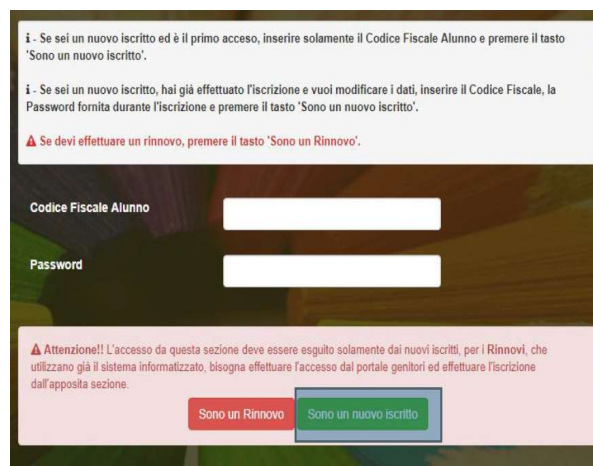 i - Se sei un nuovo iscritto ed è il primo acceso, inserire solamente il Codice Fiscale Alunno e premere il tasto
'Sono un nuovo iscritto'.
i - Se sei un nuovo iscritto, hai già effettuato l'iscrizione e vuoi modificare i dati, inserire il Codice Fiscale, la
Password fornita durante l'iscrizione e premere il tasto 'Sono un nuovo iscritto'.
Se devi effettuare un rinnovo, premere il tasto 'Sono un Rinnovo'.
Codice Fiscale Alunno
Password
Attenzione!! L'accesso da questa sezione deve essere esguito solamente dai nuovi iscritti, per i Rinnovi, che
utilizzano già il sistema informatizzato, bisogna effettuare l'accesso dal portale genitori ed effettuare l'iscrizione
dall'apposita sezione.
Sono un Rinnovo Sono un nuovo iscritto